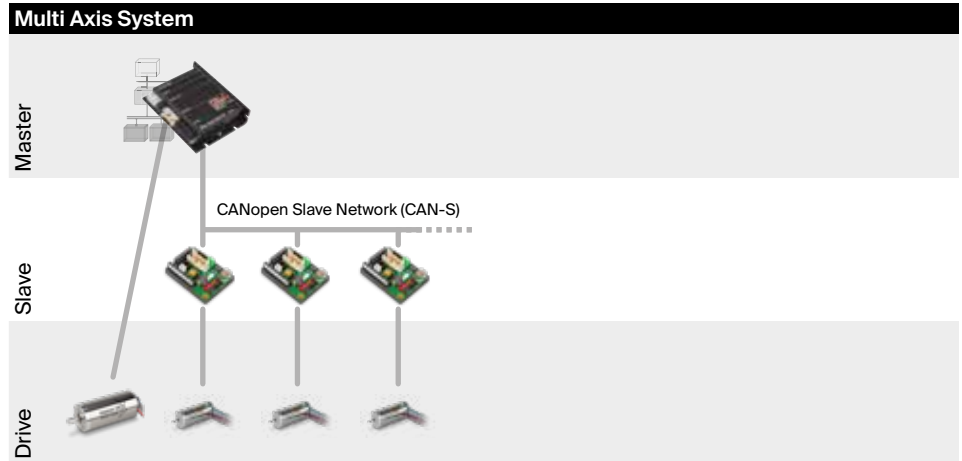 Multi Axis System
Master
CANopen Slave Network (CAN-S)
Slave
Drive